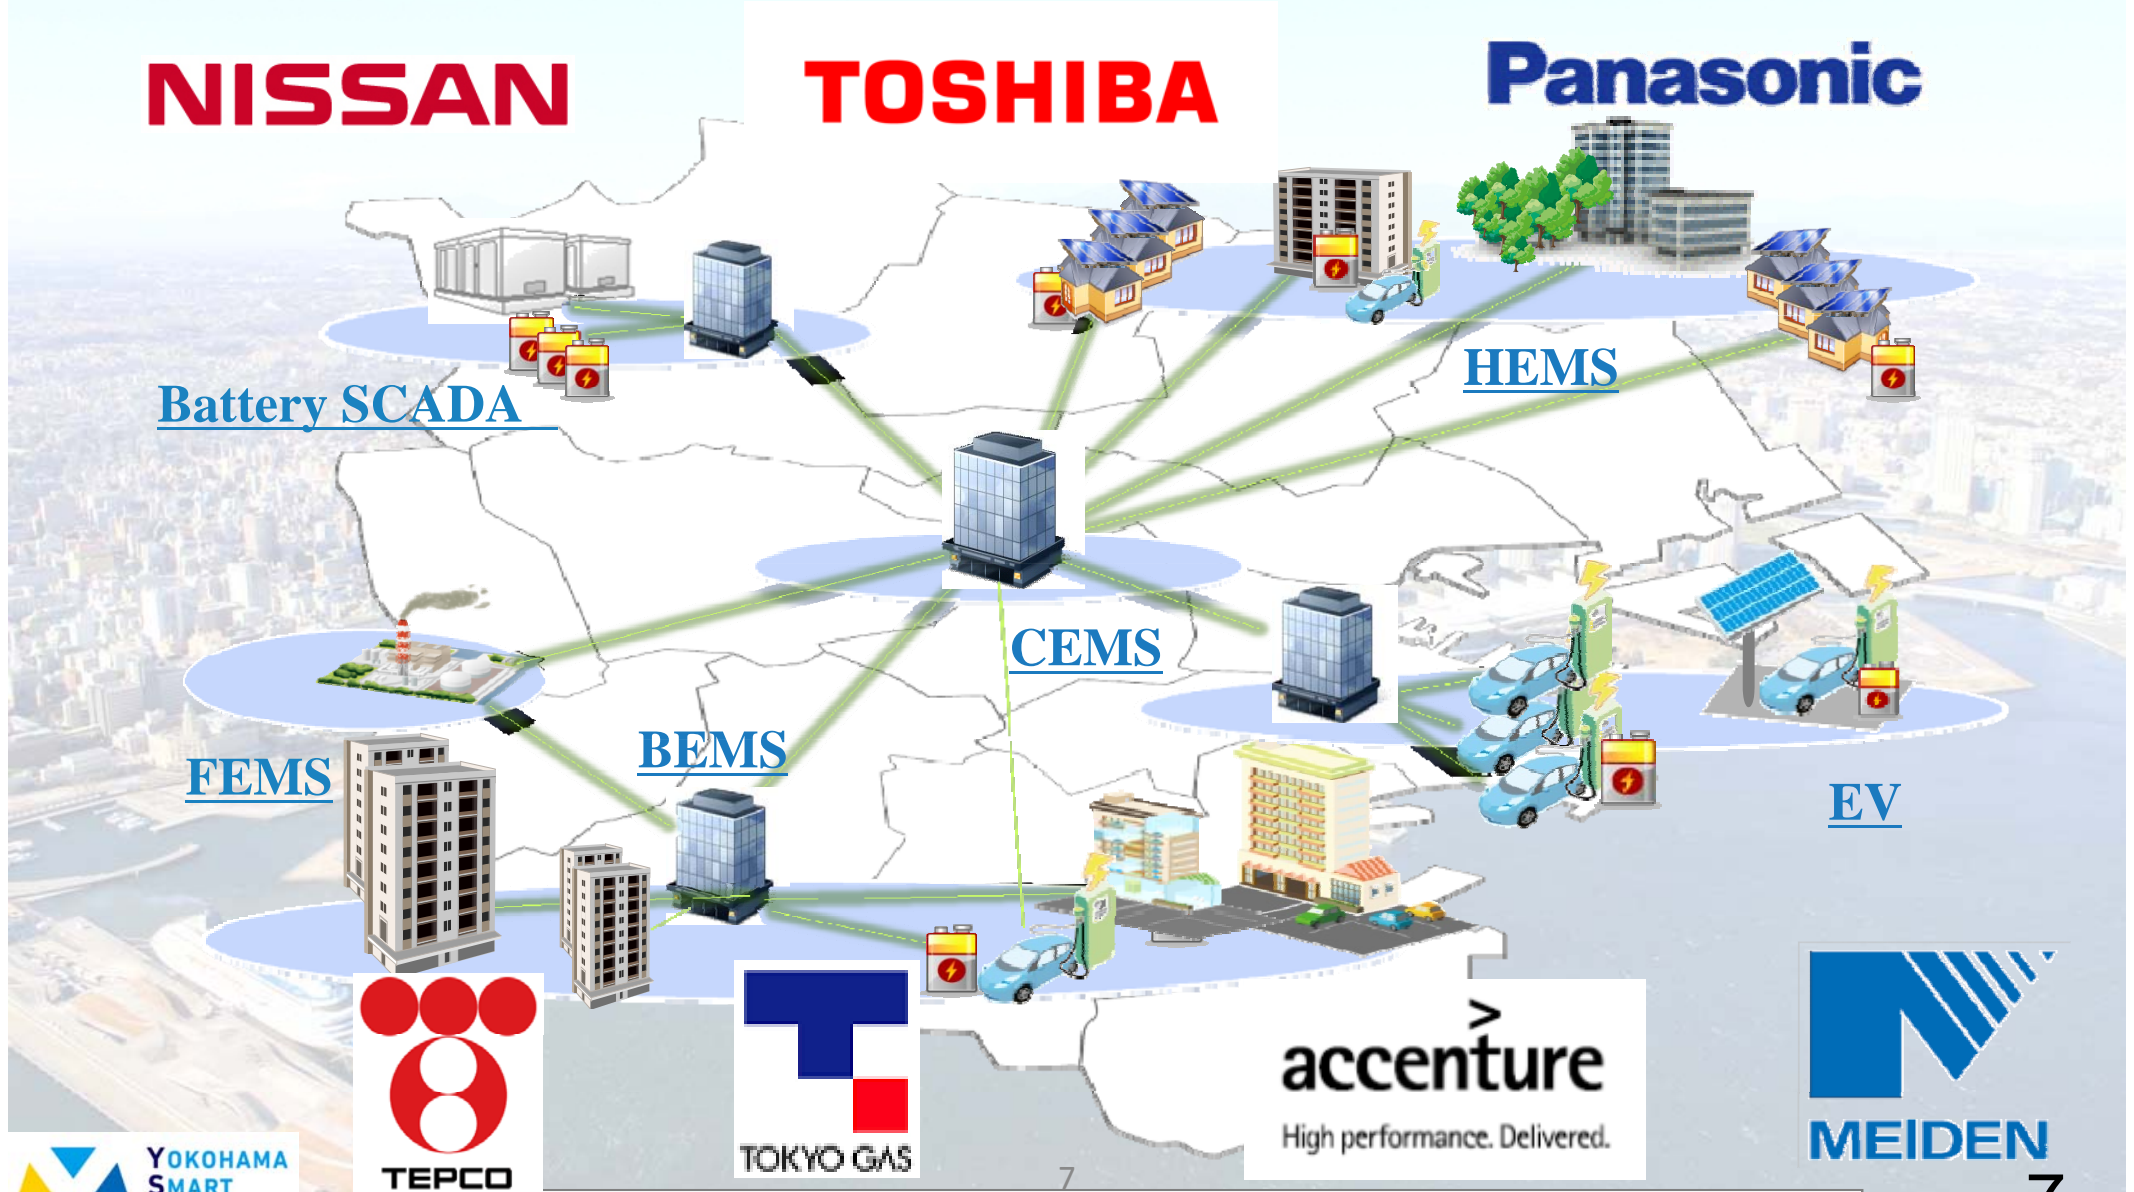 NISSAN
TOSHIBA
Panasonic
HEMS
Battery SCADA
CEMS
BEMS
FEMS
EV
TEPCO
TOKYO GAS
>
accenture
High performance. Delivered.
MEIDEN
YOKOHAMA
SMART
7
7